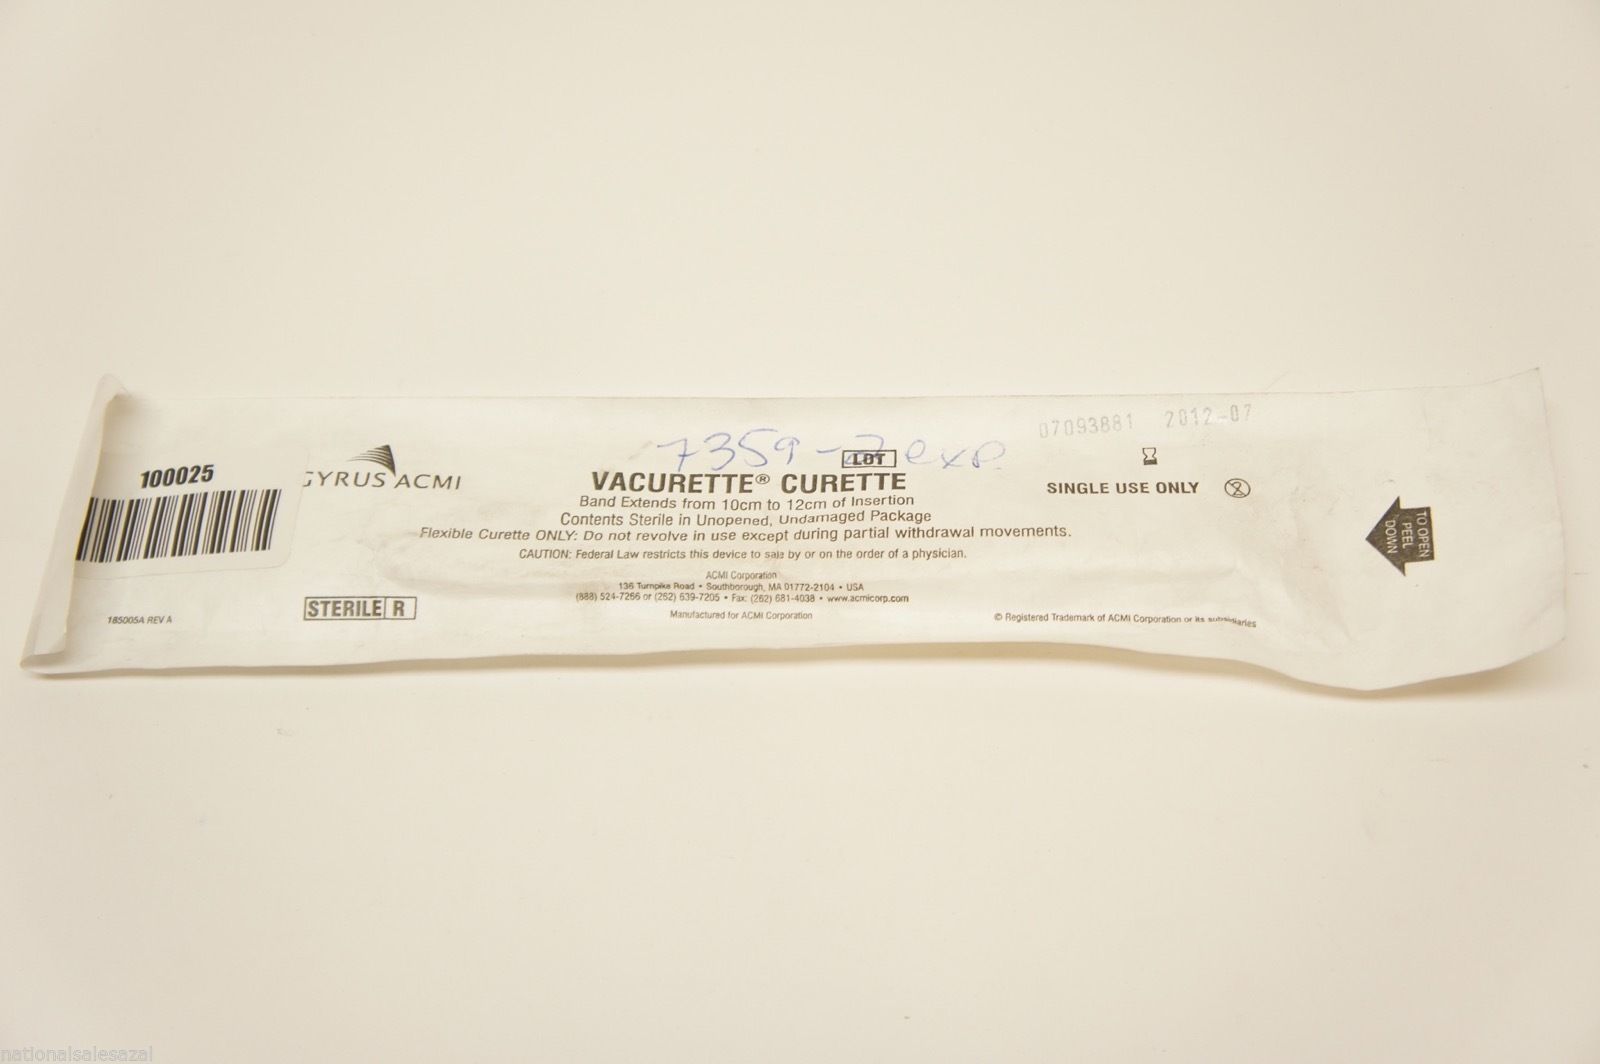 07093881 2012-07
7359-2 exp
LOT
100025
GYRUS ACMI
VACURETTE® CURETTE
Band Extends from 10cm to 12cm of Insertion
Contents Sterile in Unopened, Undamaged Package
Flexible Curette ONLY: Do not revolve in use except during partial withdrawal movements.
CAUTION: Federal Law restricts this device to sale by or on the order of a physician.
ACMI Corporation
136 Turnpike Road • Southborough, MA 01772-2104 • USA
(888) 524-7266 or (262) 639-7205 • Fax: (262) 681-4038 • www.acmicorp.com
Manufactured for ACMI Corporation
SINGLE USE ONLY 2
TO OPEN
PEEL
DOWN
STERILE R
185005A REV A
© Registered Trademark of ACMI Corporation or its subsidiaries
nationalsalesazal